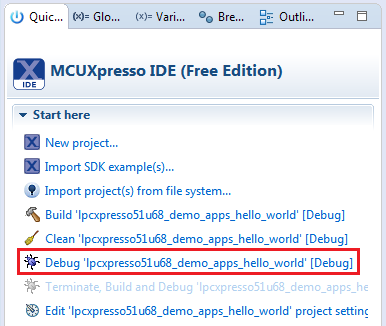 Quic... (x)= Glo... (x)= Vari... Bre... Outli...
X IDE MCUXpresso IDE (Free Edition)
Start here
New project...
Import SDK example(s)...
Import project(s) from file system...
Build 'lpcxpresso51u68_demo_apps_hello_world' [Debug]
Clean 'lpcxpresso51u68_demo_apps_hello_world' [Debug]
Debug 'lpcxpresso51u68_demo_apps_hello_world' [Debug]
Terminate, Build and Debug 'lpcxpresso51u68_demo
Edit 'lpcxpresso51u68_demo_apps_hello_world' project setting